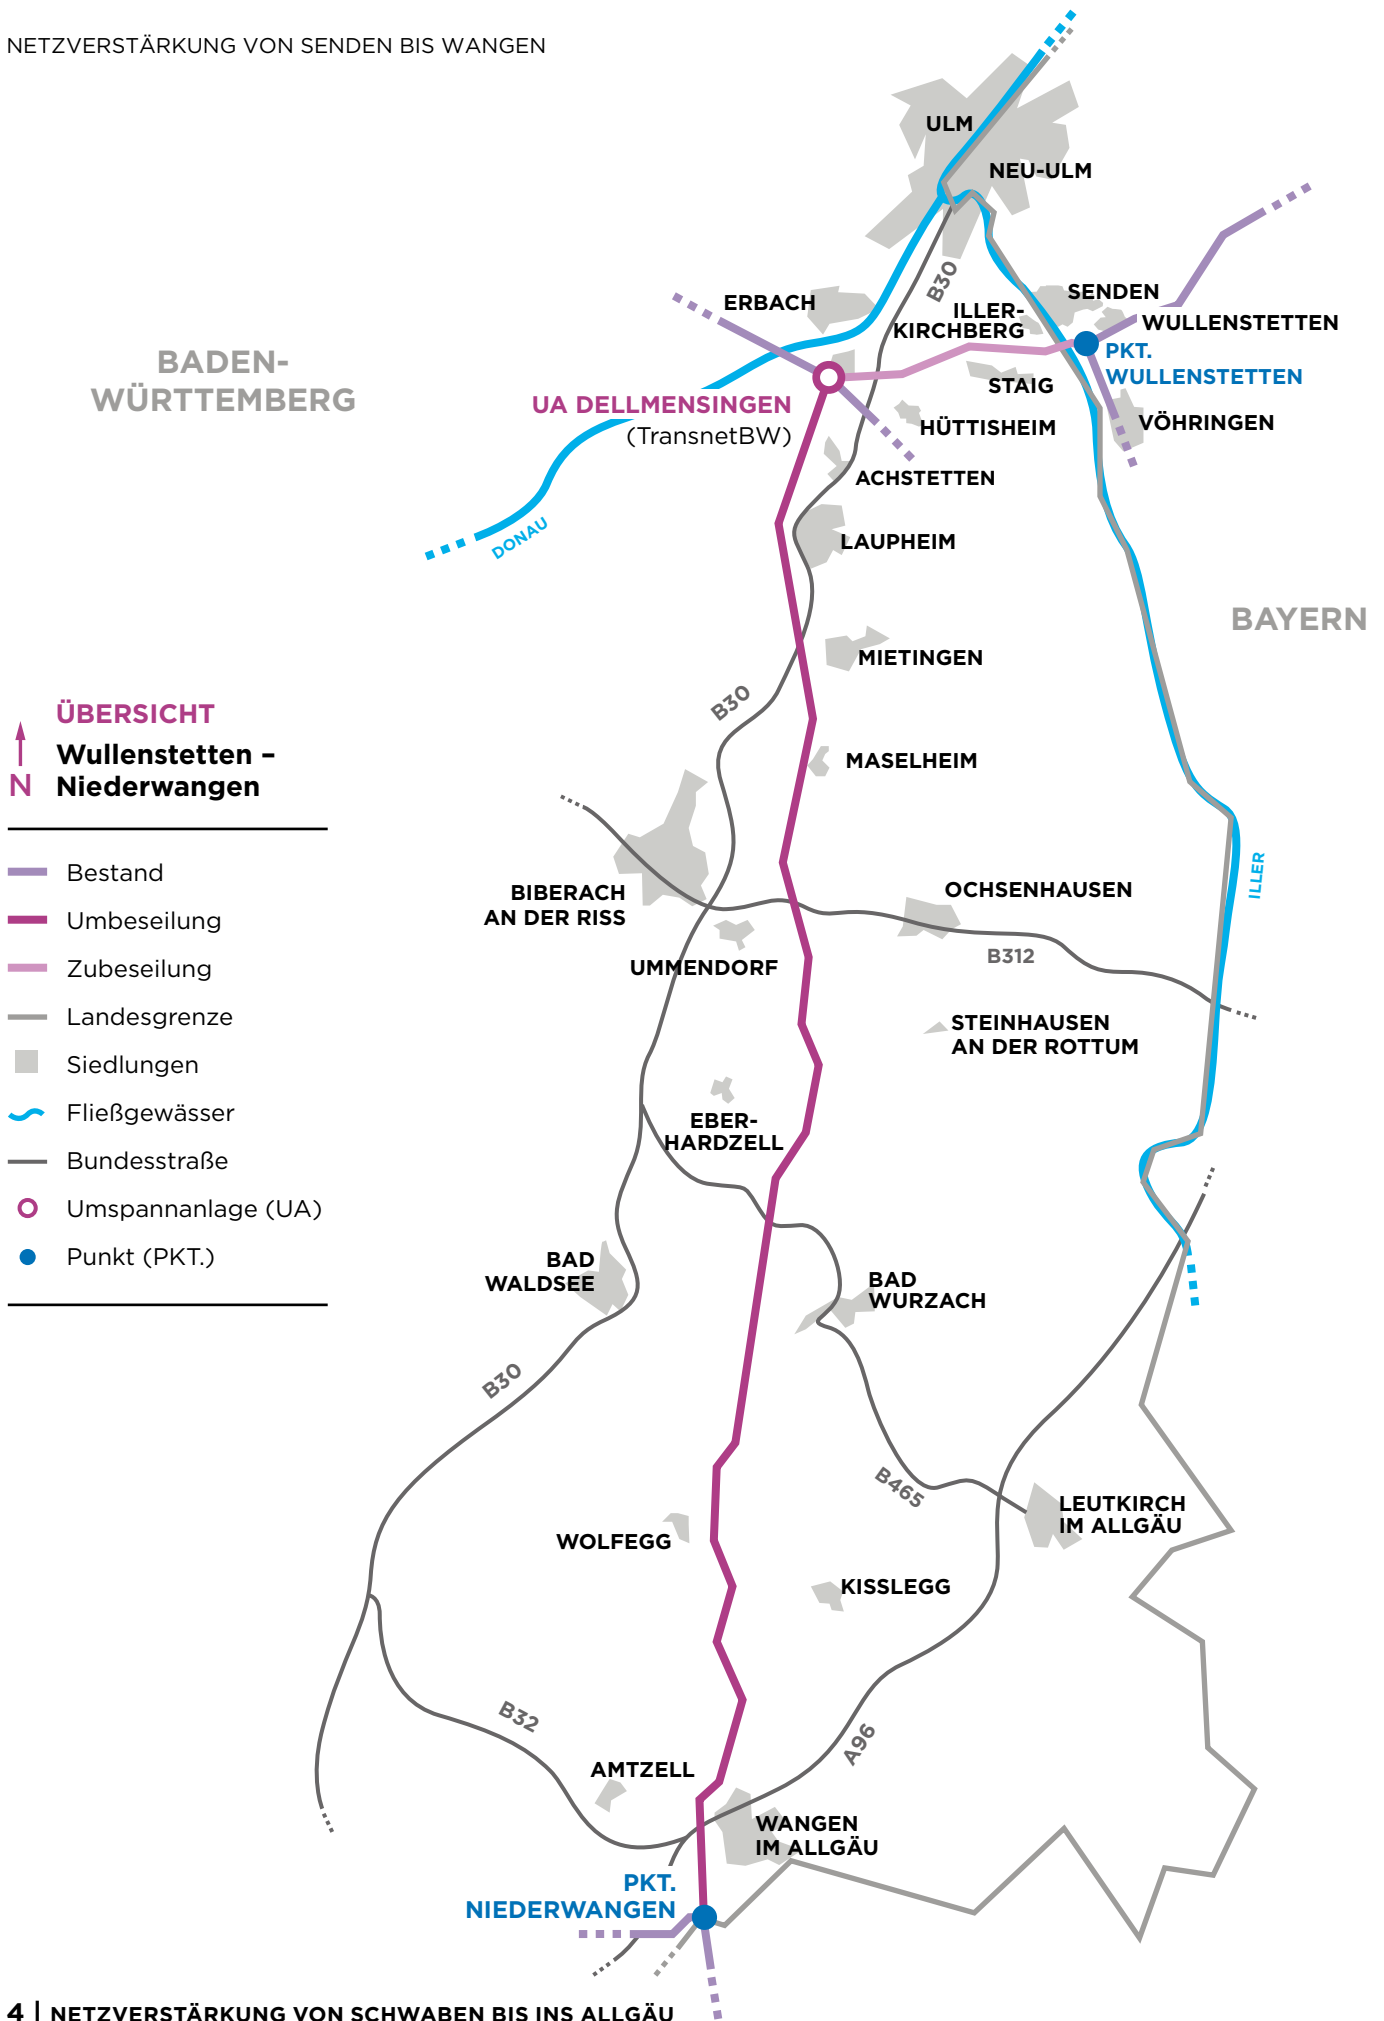 NETZVERSTÄRKUNG VON SENDEN BIS WANGEN
ULM
NEU-ULM
B30
ERBACH
SENDEN
ILLER-
KIRCHBERG
WULLENSTETTEN
PKT.
WULLENSTETTEN
BADEN-
WÜRTTEMBERG
STAIG
UA DELLMENSINGEN
(TransnetBW)
HÜTTISHEIM
VÖHRINGEN
ACHSTETTEN
DONAU
LAUPHEIM
BAYERN
MIETINGEN
B30
ÜBERSICHT
Wullenstetten –
Niederwangen
N
MASELHEIM
Bestand
Umbeseilung
Zubeseilung
Landesgrenze
Siedlungen
Fließgewässer
Bundesstraße
Umspannanlage (UA)
Punkt (PKT.)
ILLER
BIBERACH
AN DER RISS
OCHSENHAUSEN
B312
UMMENDORF
STEINHAUSEN
AN DER ROTTUM
EBER-
HARDZELL
BAD
WALDSEE
BAD
WURZACH
B30
B465
LEUTKIRCH
IM ALLGÄU
WOLFEGG
KISSLEGG
B32
A96
AMTZELL
WANGEN
IM ALLGÄU
PKT.
NIEDERWANGEN
4 | NETZVERSTÄRKUNG VON SCHWABEN BIS INS ALLGÄU